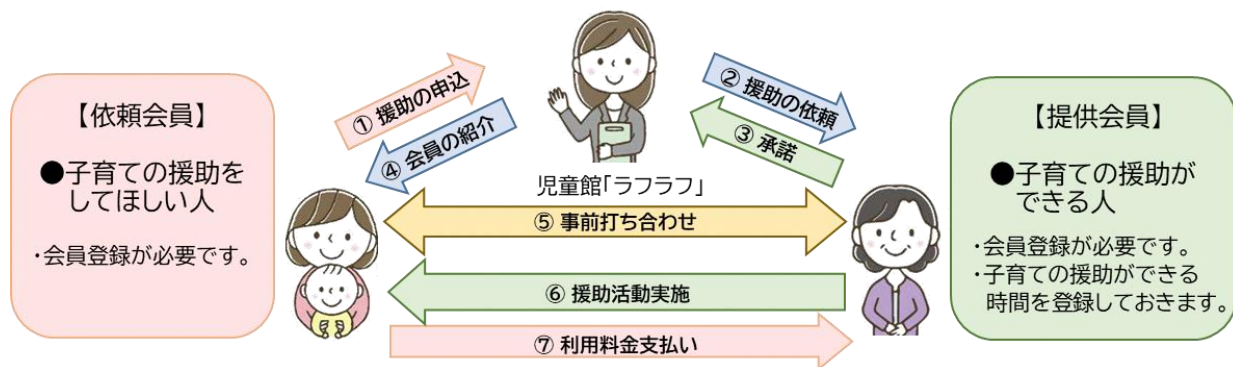 【依頼会員】
●子育ての援助を
してほしい人
・会員登録が必要です。
① 援助の申込
④ 会員の紹介
② 援助の依頼
③ 承諾
児童館「ラフラフ」
⑤ 事前打ち合わせ
⑥ 援助活動実施
⑦ 利用料金支払い
【提供会員】
●子育ての援助が
できる人
・会員登録が必要です。
・子育ての援助ができる
時間を登録しておきます。